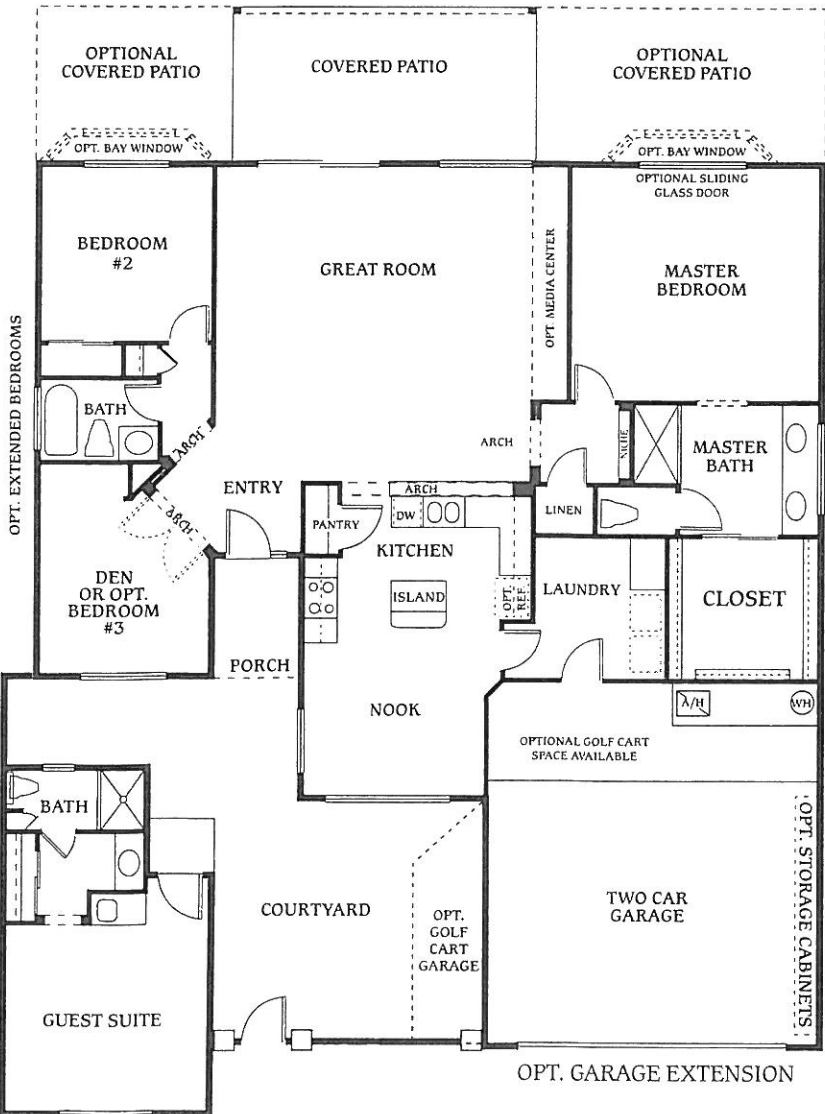 OPTIONAL
COVERED PATIO
COVERED PATIO
OPTIONAL
COVERED PATIO
OPT. BAY WINDOW
OPT. BAY WINDOW
OPTIONAL SLIDING
GLASS DOOR
BEDROOM
#2
GREAT ROOM
OPT. MEDIA CENTER
MASTER
BEDROOM
OPT. EXTENDED BEDROOMS
BATH
ARCH
ARCH
NICHE
MASTER
BATH
ENTRY
ARCH
ARCH
PANTRY
DW
LINEN
KITCHEN
DEN
OR OPT.
BEDROOM
#3
ISLAND
OPT.
REF.
LAUNDRY
CLOSET
PORCH
NOOK
A/H
WH
OPTIONAL GOLF CART
SPACE AVAILABLE
BATH
COURTYARD
OPT.
GOLF
CART
GARAGE
TWO CAR
GARAGE
OPT. STORAGE CABINETS
GUEST SUITE
OPT. GARAGE EXTENSION